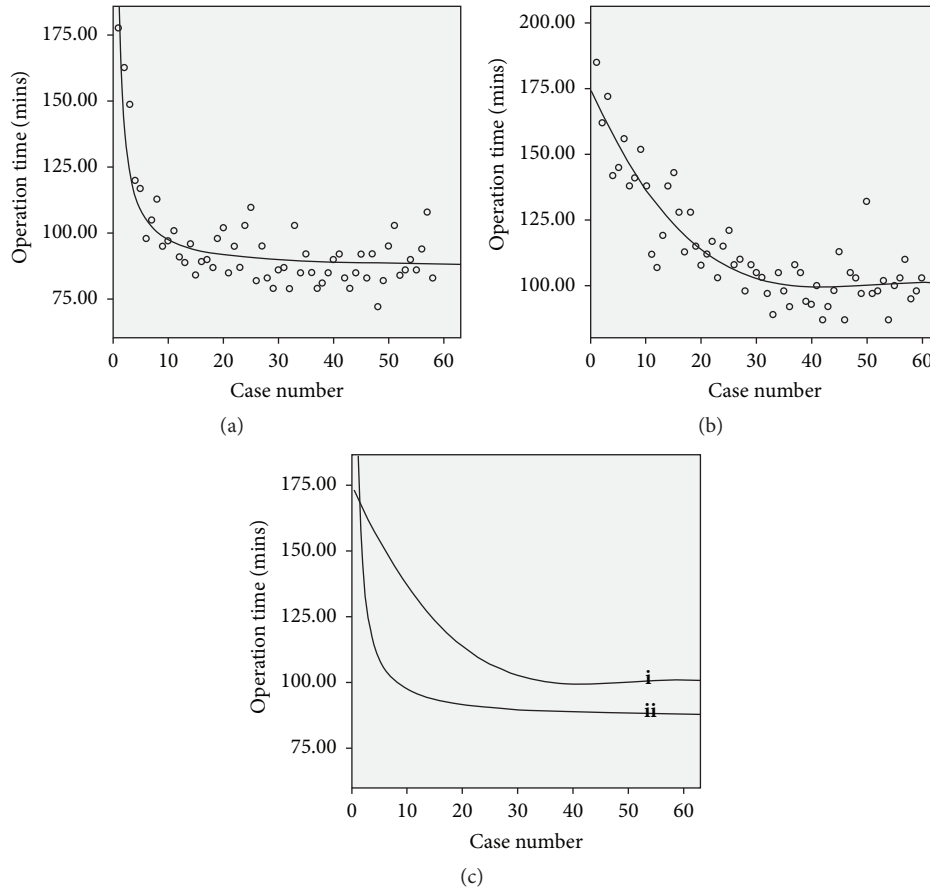 175.00
150.00
125.00
100.00
75.00
Operation time (mins)
0 10 20 30 40 50 60
Case number
(a)
200.00
175.00
150.00
125.00
100.00
Operation time (mins)
0 10 20 30 40 50 60
Case number
(b)
175.00
150.00
125.00
100.00
75.00
Operation time (mins)
i
ii
0 10 20 30 40 50 60
Case number
(c)